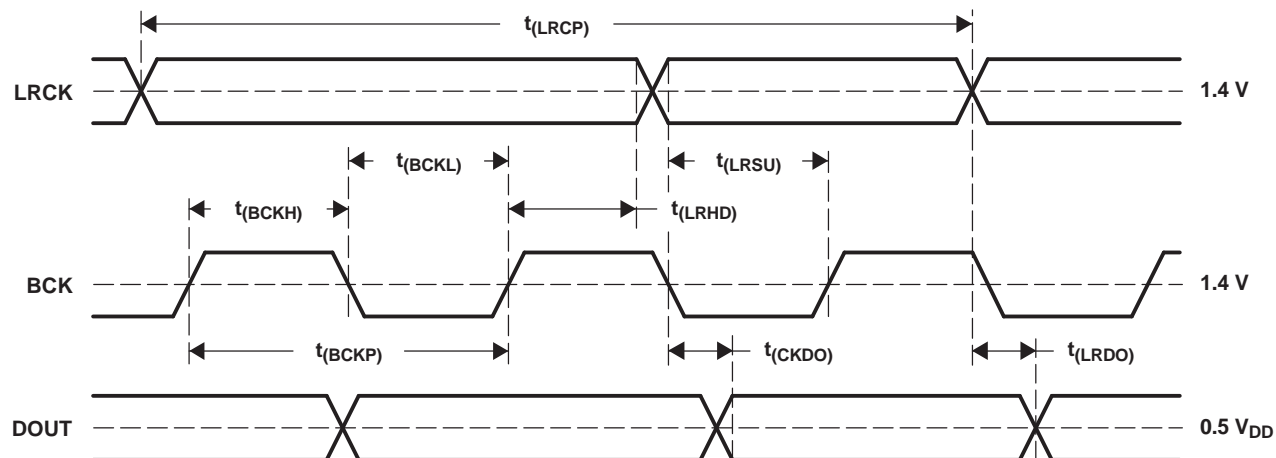 t(LRCP)
LRCK
1.4 V
t(BCKL)
t(LRSU)
t(BCKH)
t(LRHD)
BCK
1.4 V
t(BCKP)
t(CKDO)
t(LRDO)
DOUT
0.5 VDD